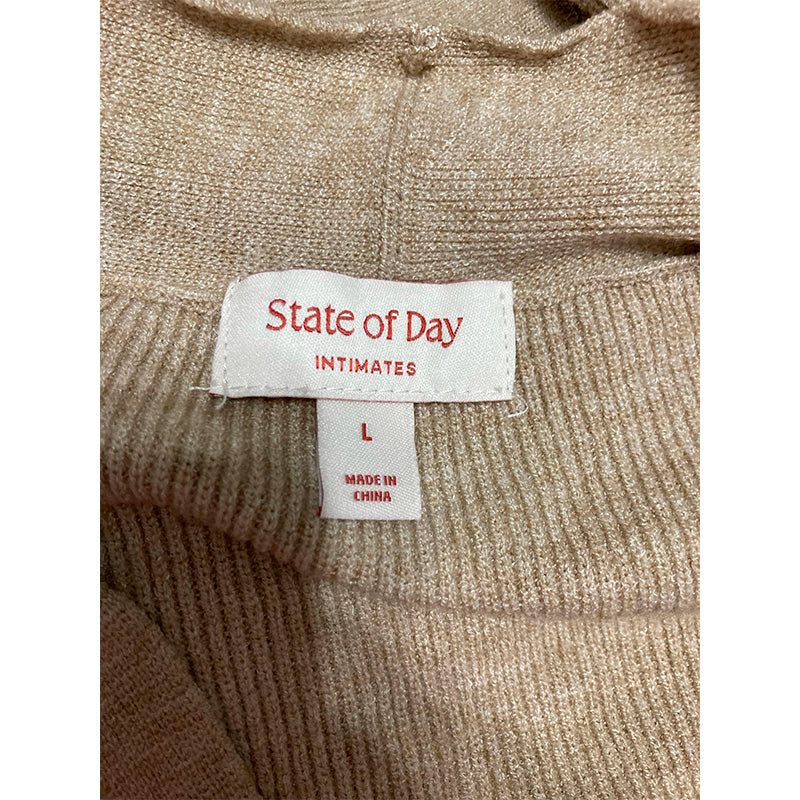 State of Day
INTIMATES
L
MADE IN
CHINA